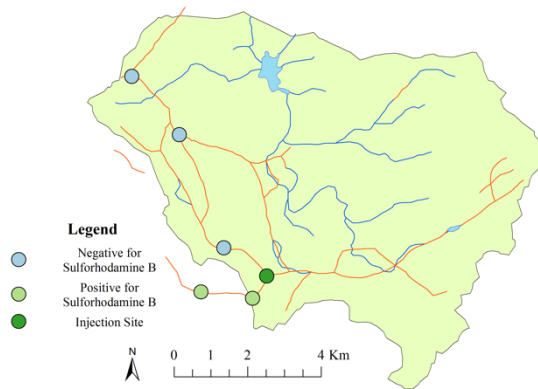 Legend
Negative for
Sulforhodamine B
Positive for
Sulforhodamine B
Injection Site
N
0 1 2 4 Km